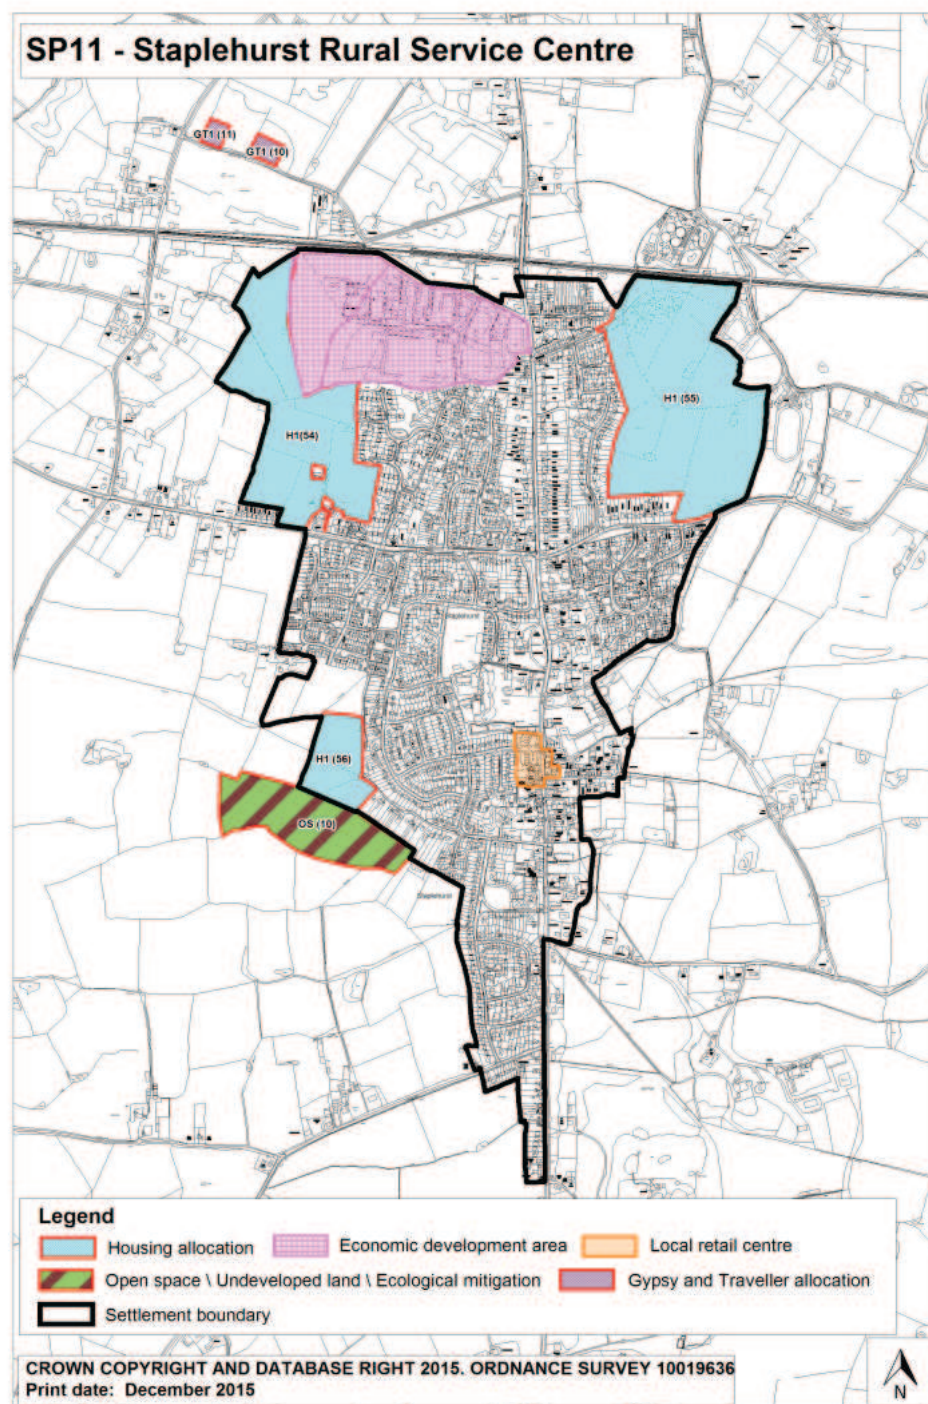 SP11 - Staplehurst Rural Service Centre
GT1 (11)
GT1 (10)
H1 (55)
H1(54)
Staplehurst
H1 (56)
OS (10)
Staplehurst
Legend
Housing allocation
Economic development area
Local retail centre
Open space \ Undeveloped land \ Ecological mitigation
Gypsy and Traveller allocation
Settlement boundary
CROWN COPYRIGHT AND DATABASE RIGHT 2015. ORDNANCE SURVEY 10019636
Print date: December 2015
N